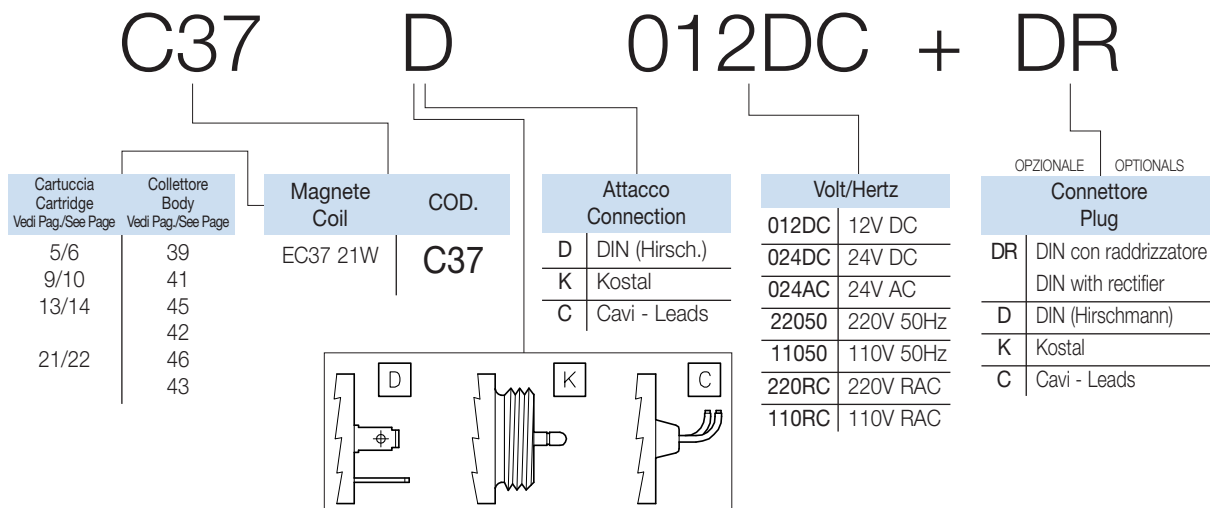 C37 D 012DC + DR
Cartuccia
Cartridge
Vedi Pag./See Page
5/6
9/10
13/14
21/22
Collettore
Body
Vedi Pag./See Page
39
41
45
42
46
43
Magnete
Coil
COD.
EC37 21W
C37
Attacco
Connection
D DIN (Hirsch.)
K Kostal
C Cavi - Leads
D
K
C
Volt/Hertz
012DC 12V DC
024DC 24V DC
024AC 24V AC
22050 220V 50Hz
11050 110V 50Hz
220RC 220V RAC
110RC 110V RAC
OPZIONALE OPTIONALS
Connettore
Plug
DR DIN con raddrizzatore
DIN with rectifier
D DIN (Hirschmann)
K Kostal
C Cavi - Leads